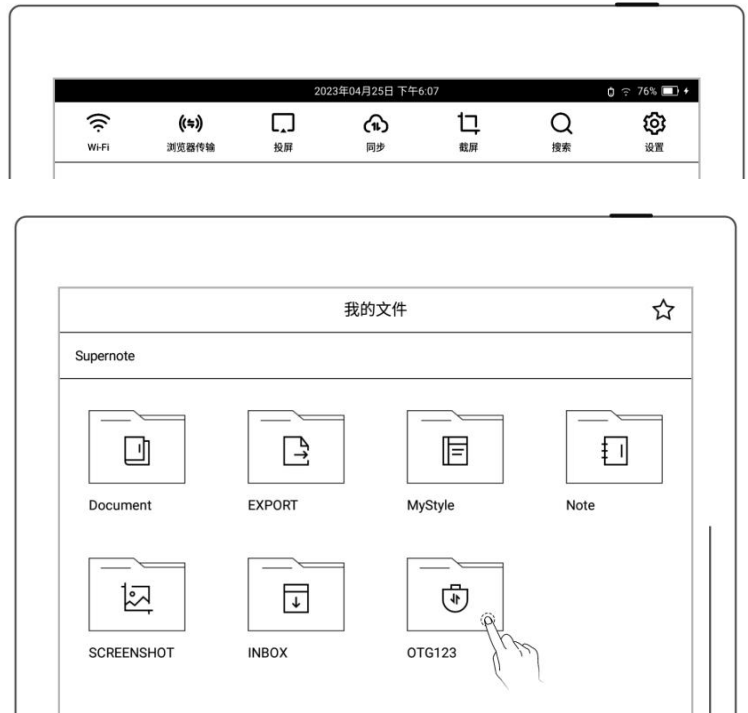 2023年04月25日 下午6:07 76%
Wi-Fi 浏览器传输 投屏 同步 截屏 搜索 设置
我的文件
Supernote
Document EXPORT MyStyle Note
SCREENSHOT INBOX OTG123